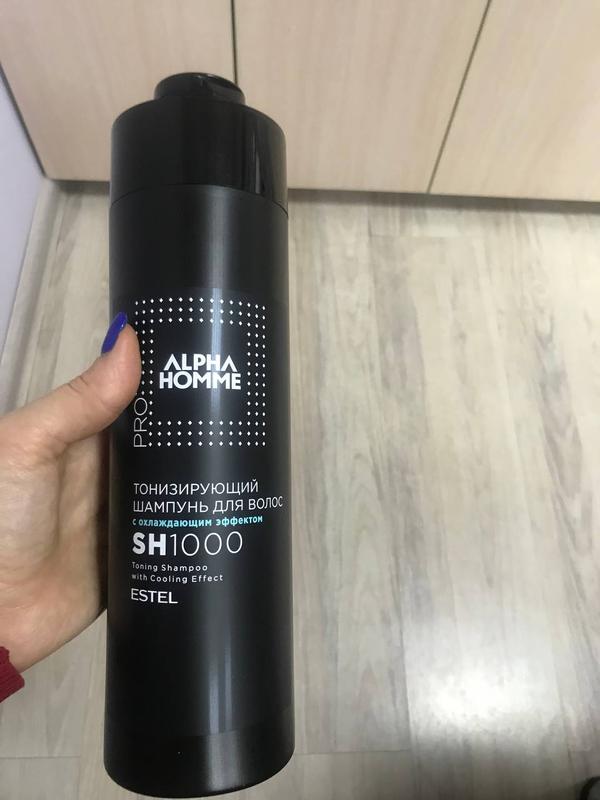 PRO
ALPHA
HOMME
ТОНИЗИРУЮЩИЙ
ШАМПУНЬ ДЛЯ ВОЛОС
с охлаждающим эффектом
SH1000
Toning Shampoo
with Cooling Effect
ESTEL